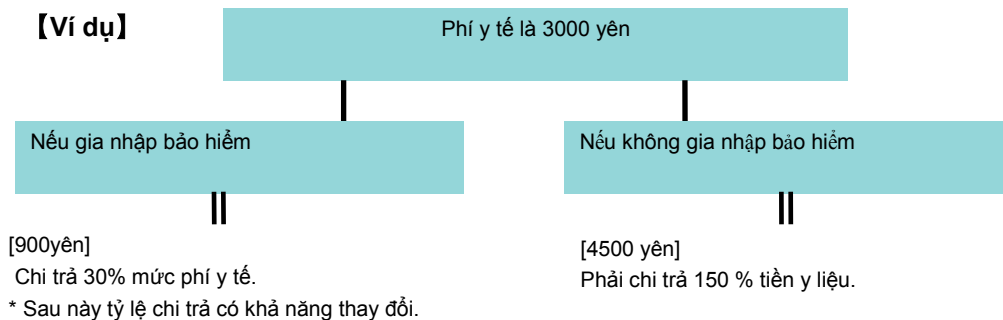 【Ví dụ】
Phí y tế là 3000 yên
Nếu gia nhập bảo hiểm
Nếu không gia nhập bảo hiểm
[900yên]
Chi trả 30% mức phí y tế.
* Sau này tỷ lệ chi trả có khả năng thay đổi.
[4500 yên]
Phải chi trả 150 % tiền y liệu.